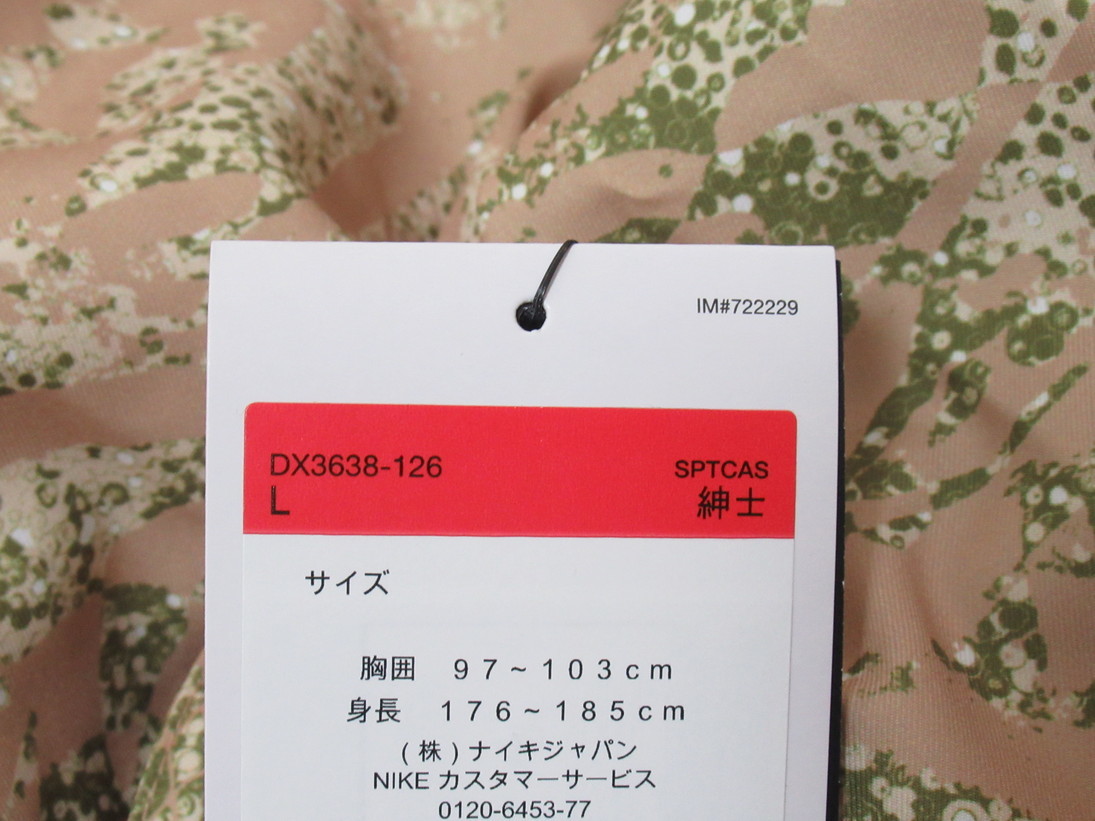 IM#722229
DX3638-126 SPTCAS
L 紳士
サイズ
胸囲 97~103cm
身長 176~185cm
(株)ナイキジャパン
NIKE カスタマーサービス
0120-6453-77